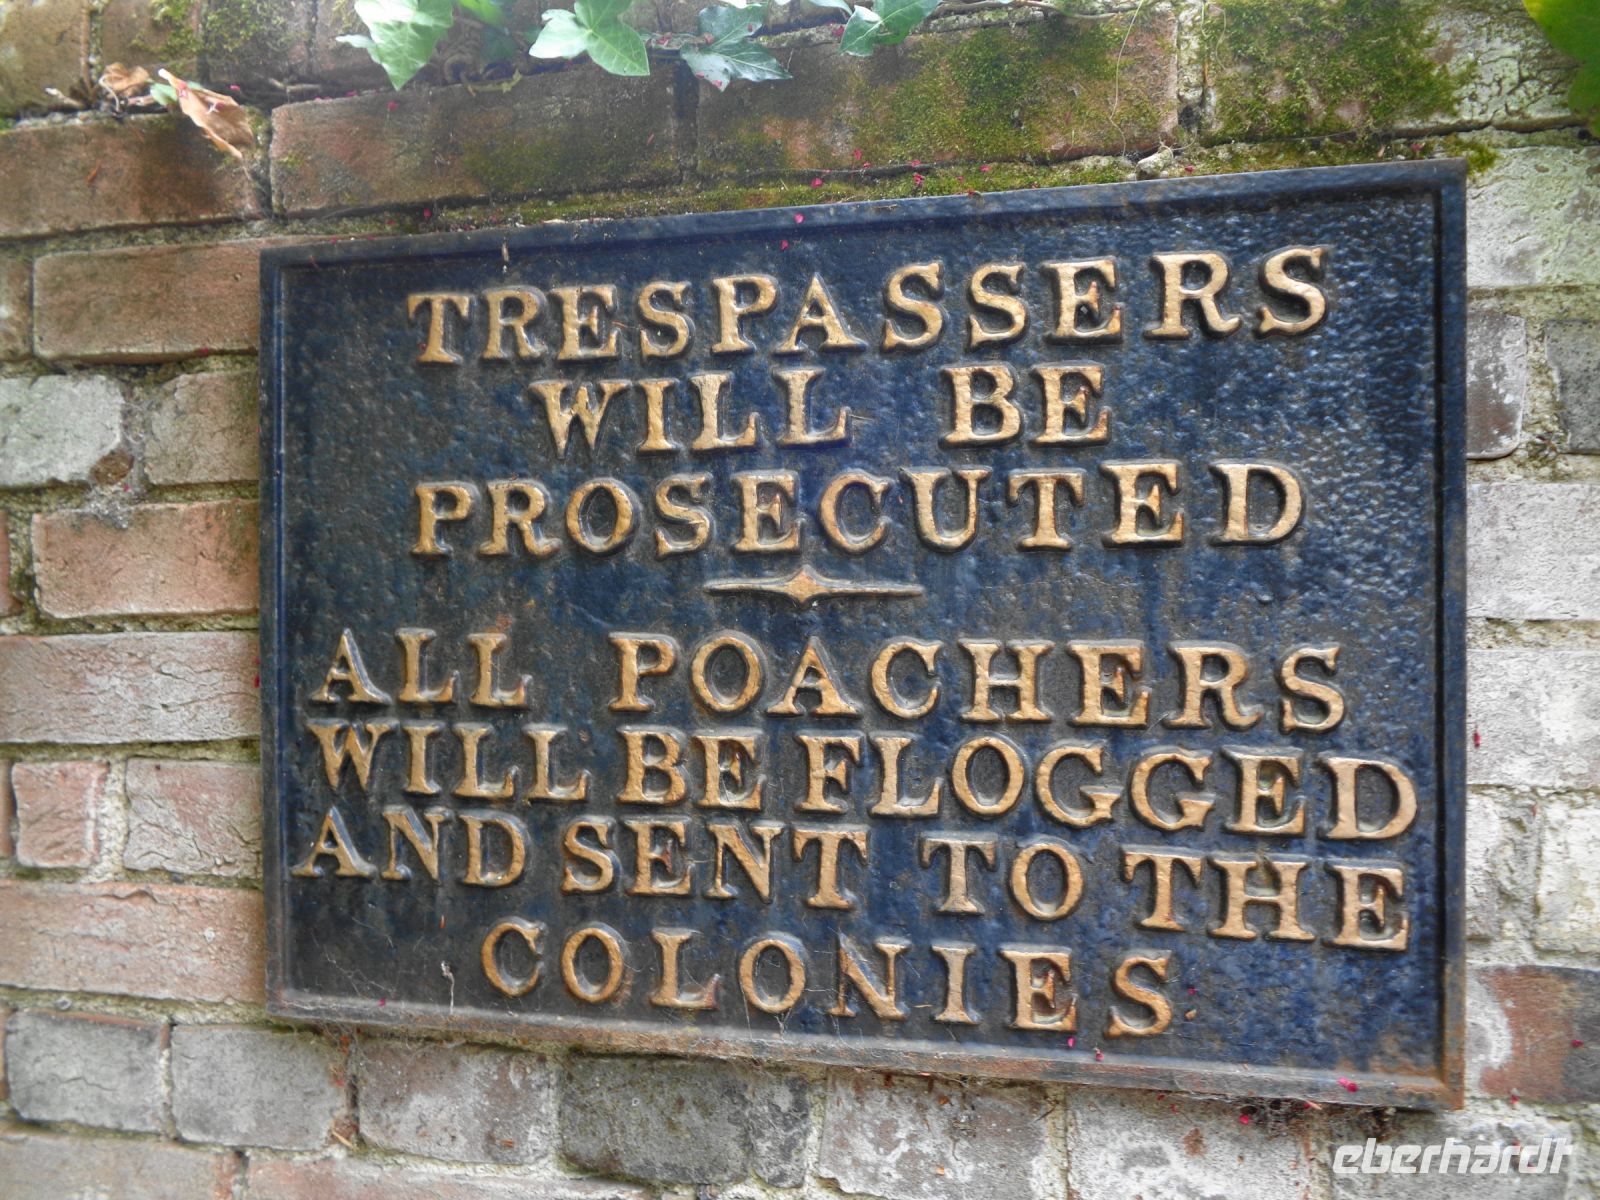 TRESPASSERS
WILL BE
PROSECUTED
ALL POACHERS
WILL BE FLOGGED
AND SENT TO THE
COLONIES
eberhardt